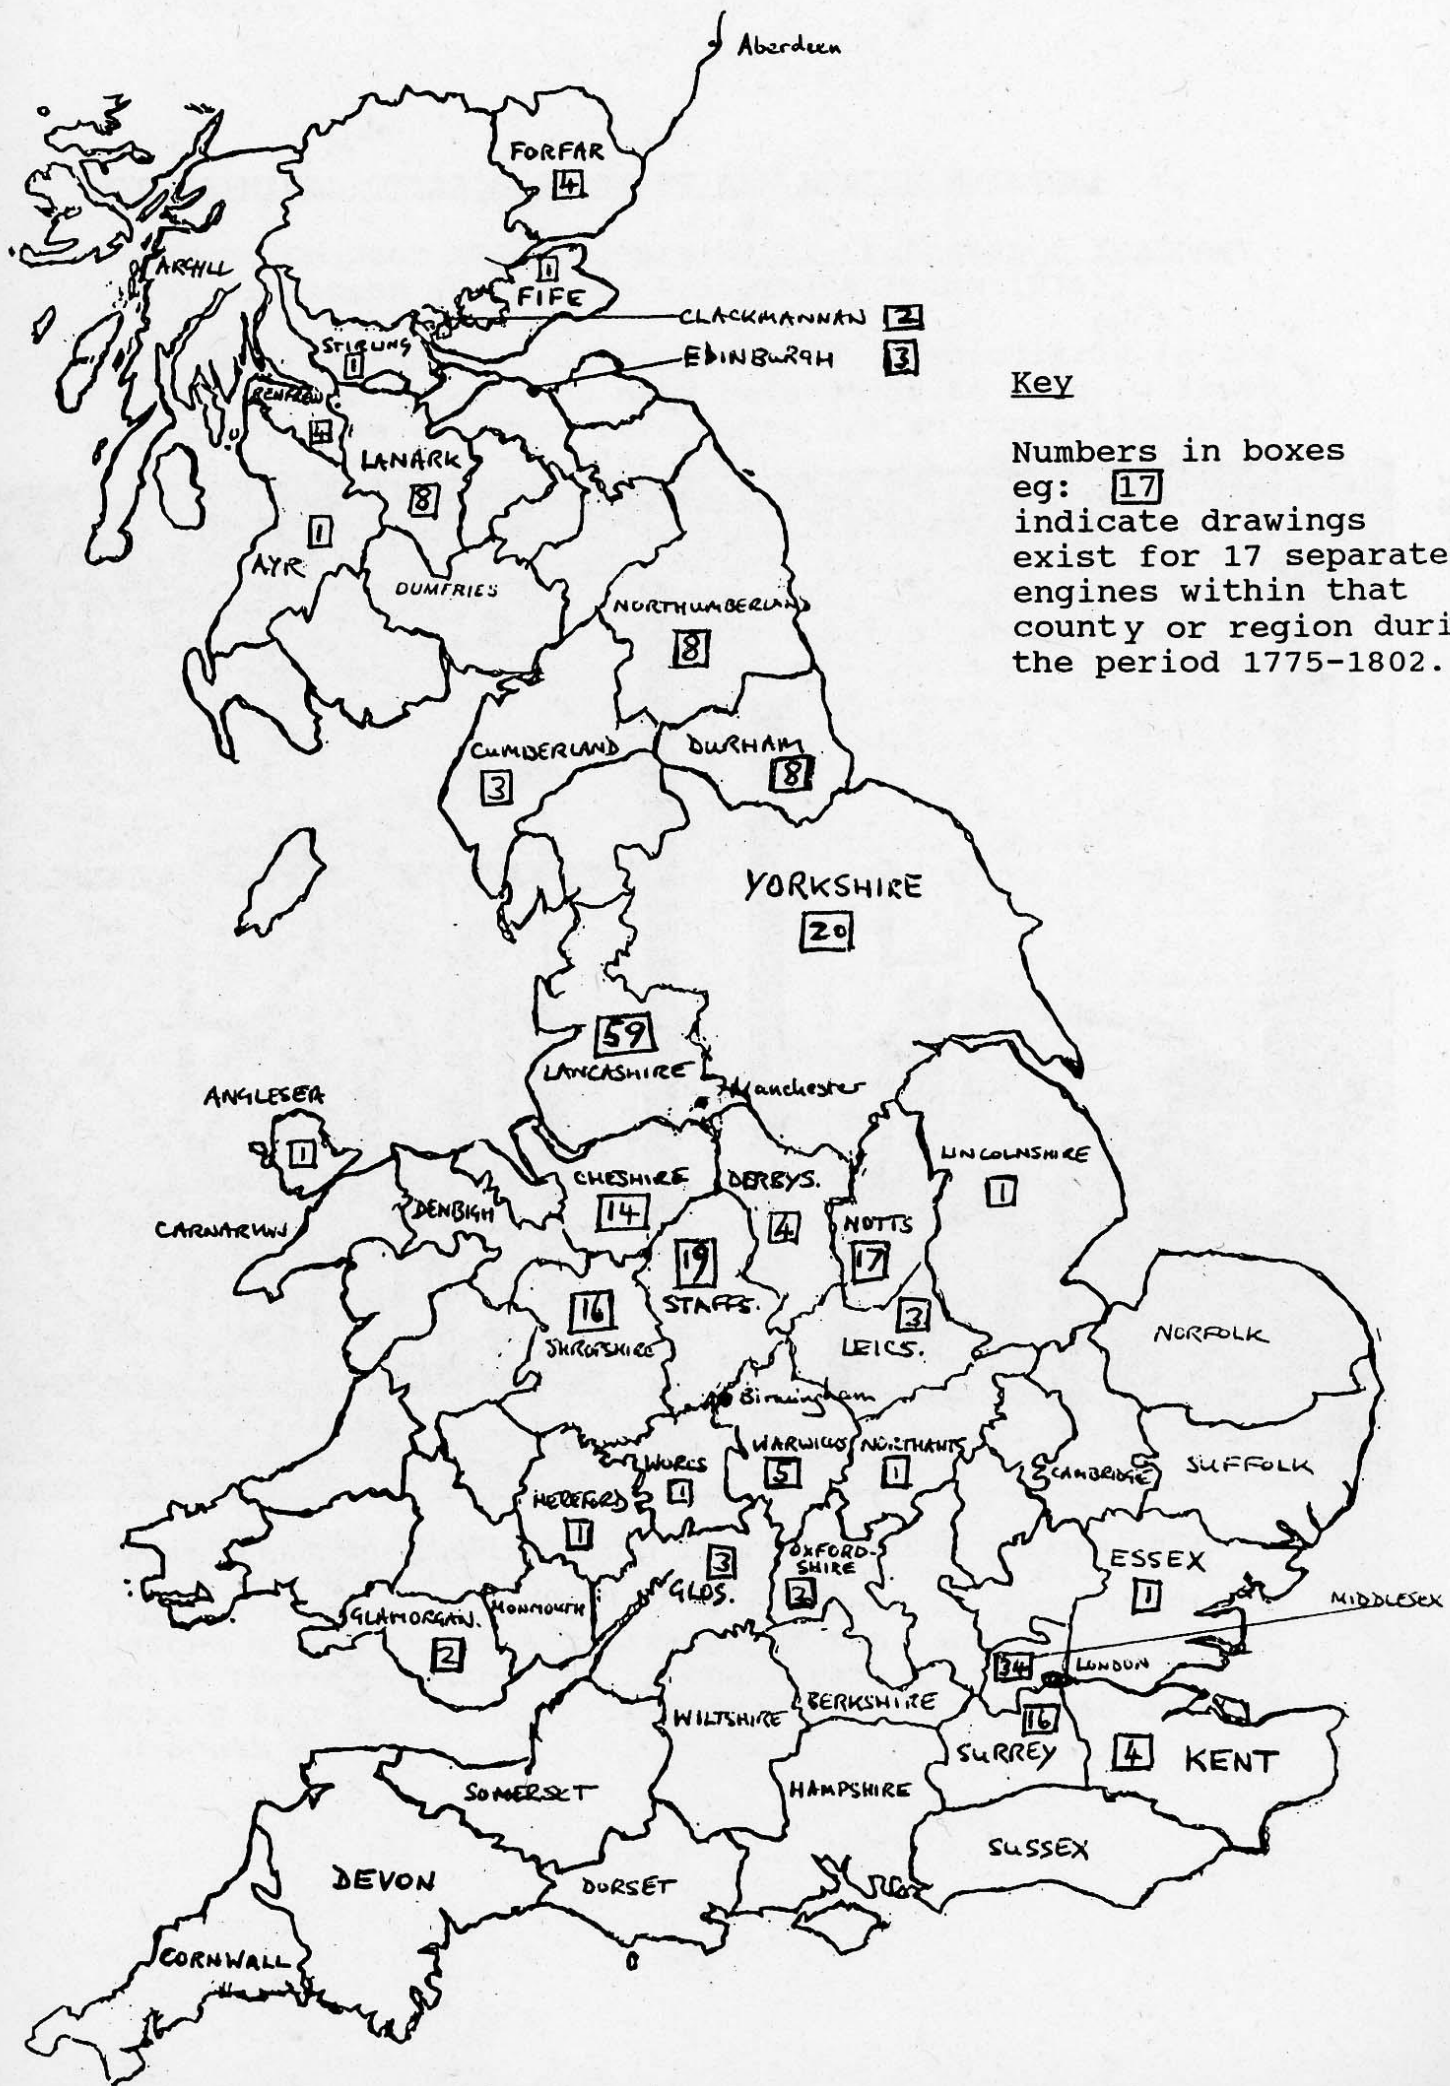 Aberdeen
FORFAR
4
ARGYLL
1
FIFE
CLACKMANNAN 2
STIRLING
1
EDINBURGH 3
Key
RENFREW
4
LANARK
8
Numbers in boxes
eg: 17
indicate drawings
exist for 17 separate
engines within that
county or region duri
the period 1775-1802.
1
AYR
DUMFRIES
NORTHUMBERLAND
8
CUMBERLAND
3
DURHAM
8
YORKSHIRE
20
59
LANCASHIRE
Manchester
ANGLESEA
1
LINCOLNSHIRE
1
CHESHIRE
14
DERBYS.
4
DENBIGH
CARNARVON
NOTTS
17
19
STAFFS.
16
SHROPSHIRE
3
LEICS.
NORFOLK
Birmingham
WARWICKS
5
NORTHANTS
1
WORCS
1
CAMBRIDGE
SUFFOLK
HEREFORD
1
3
GLOS.
OXFORD-
SHIRE
2
ESSEX
1
MIDDLESEX
34
LONDON
GLAMORGAN.
2
MONMOUTH
WILTSHIRE
BERKSHIRE
16
SURREY
4 KENT
SOMERSET
HAMPSHIRE
SUSSEX
DEVON
DORSET
CORNWALL